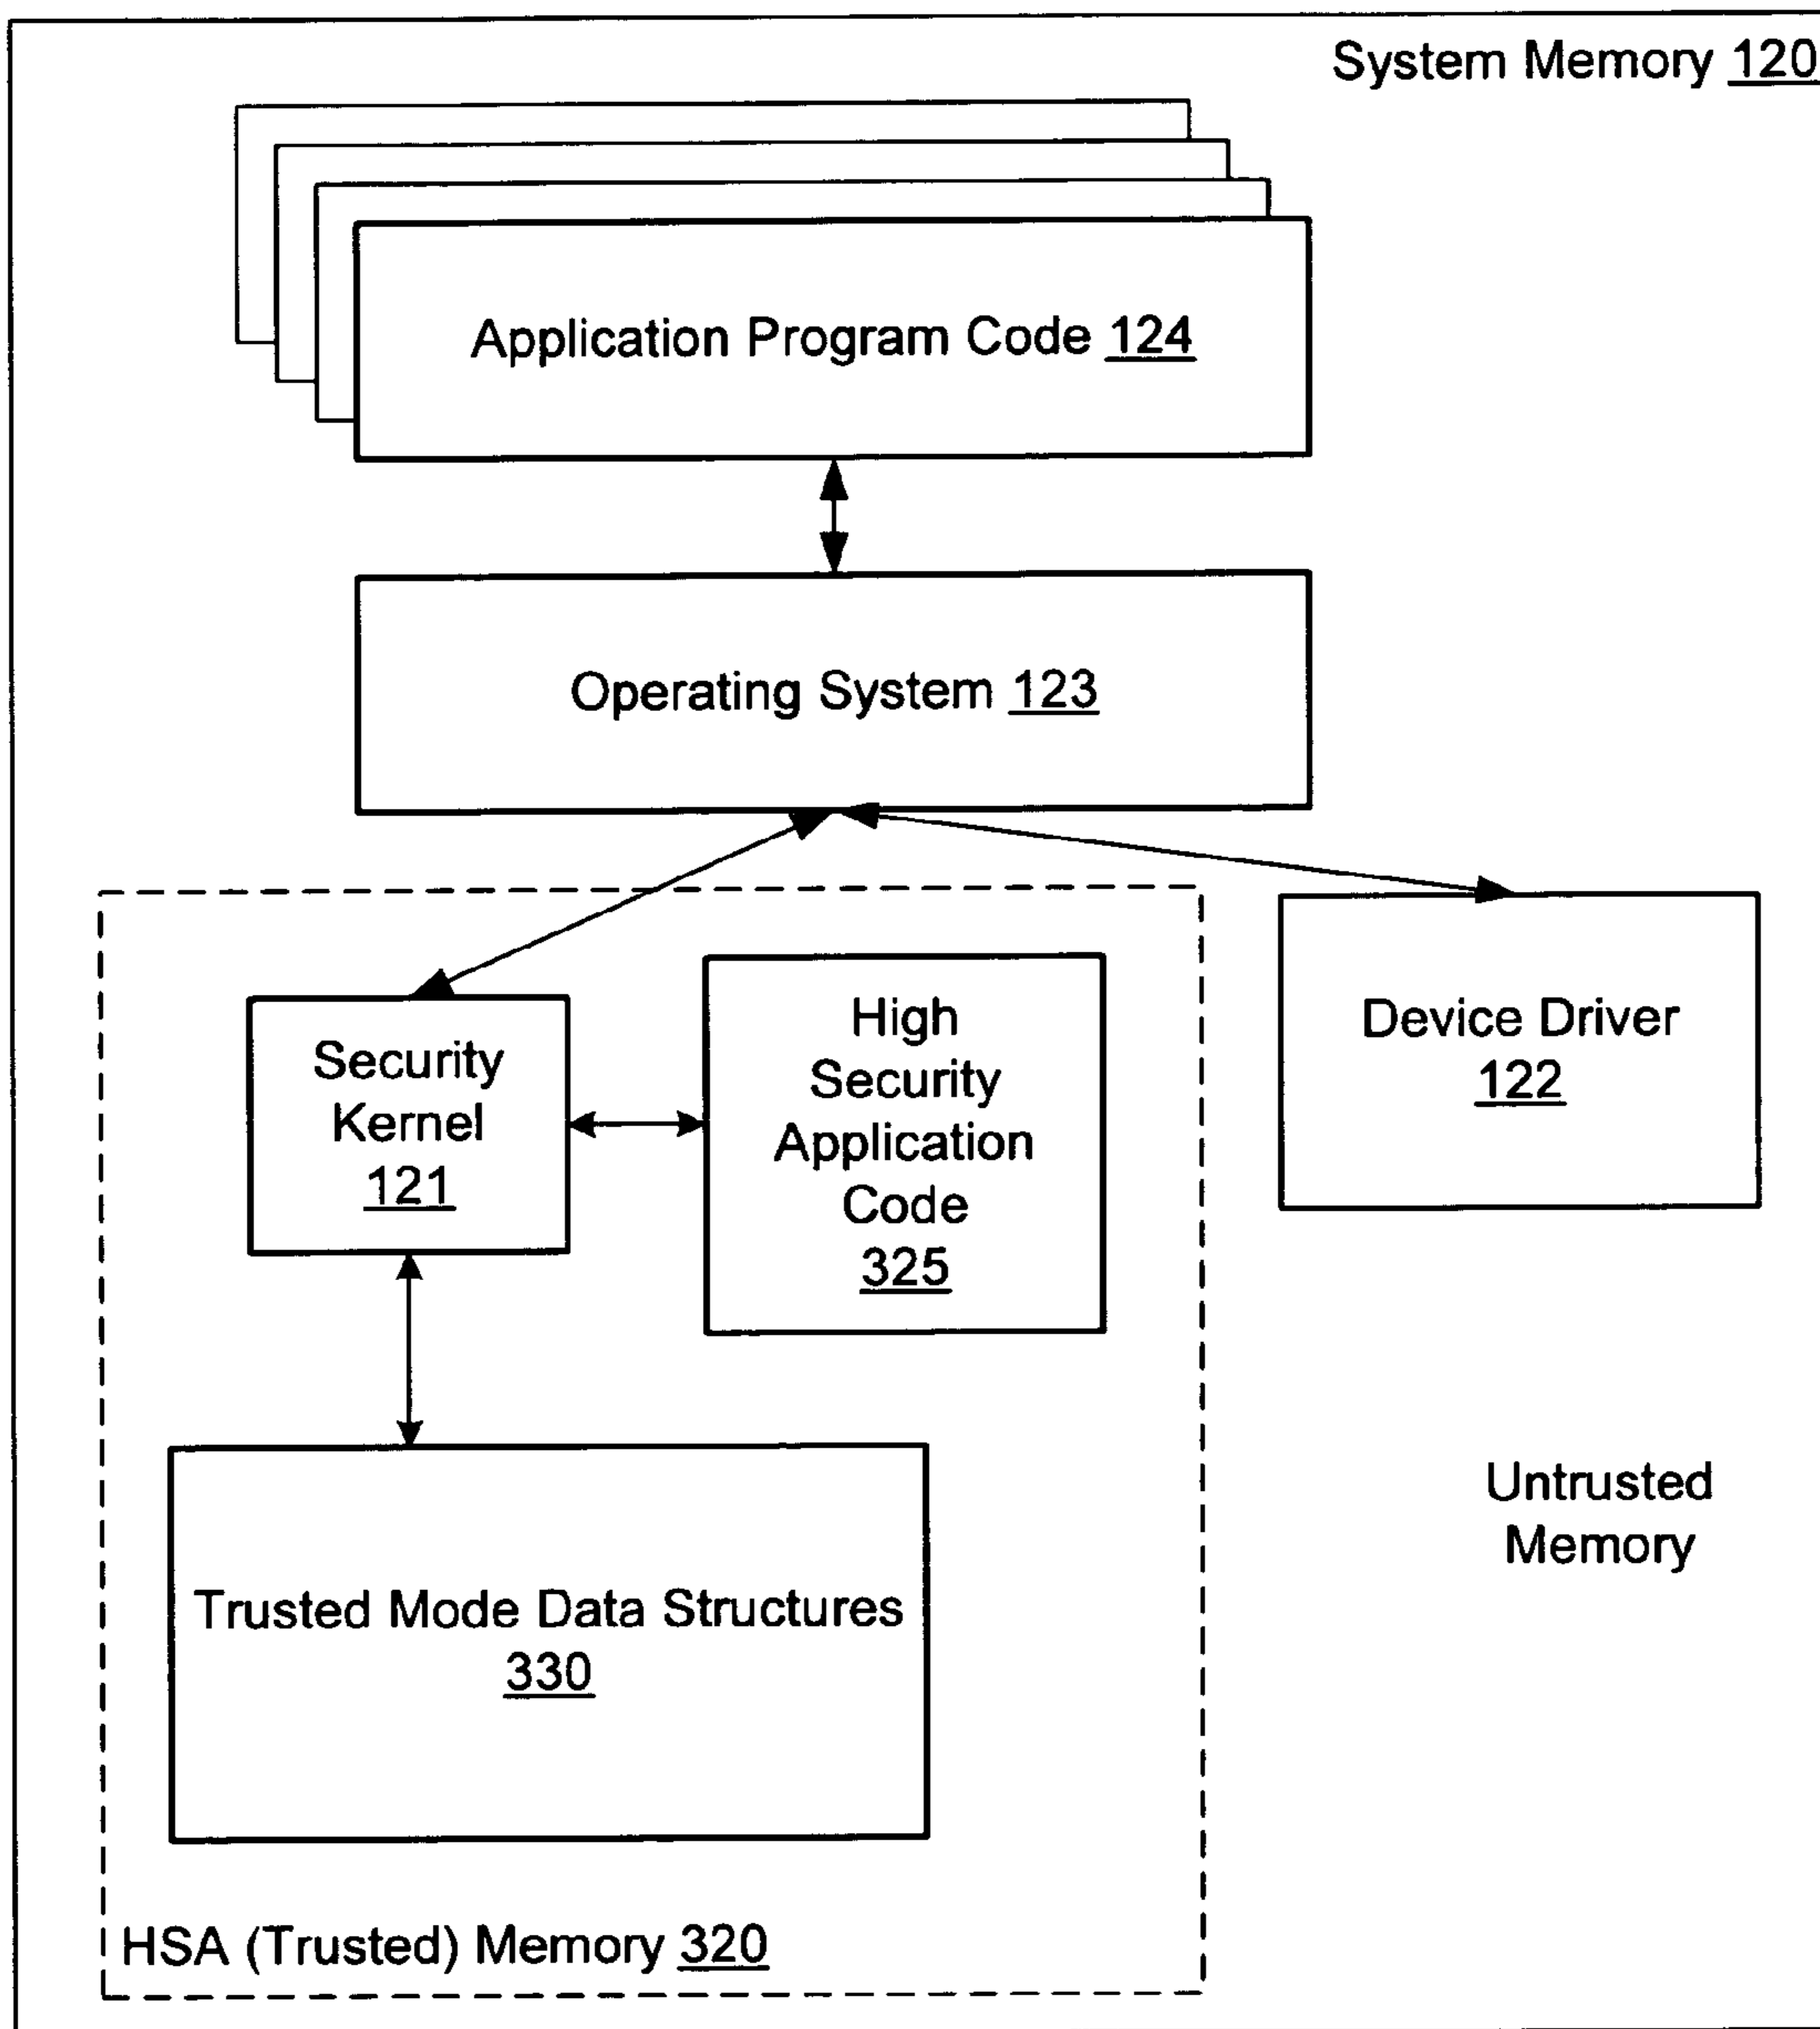 System Memory 120
Application Program Code 124
Operating System 123
Security
Kernel
121
High
Security
Application
Code
325
Device Driver
122
Trusted Mode Data Structures
330
Untrusted
Memory
HSA (Trusted) Memory 320